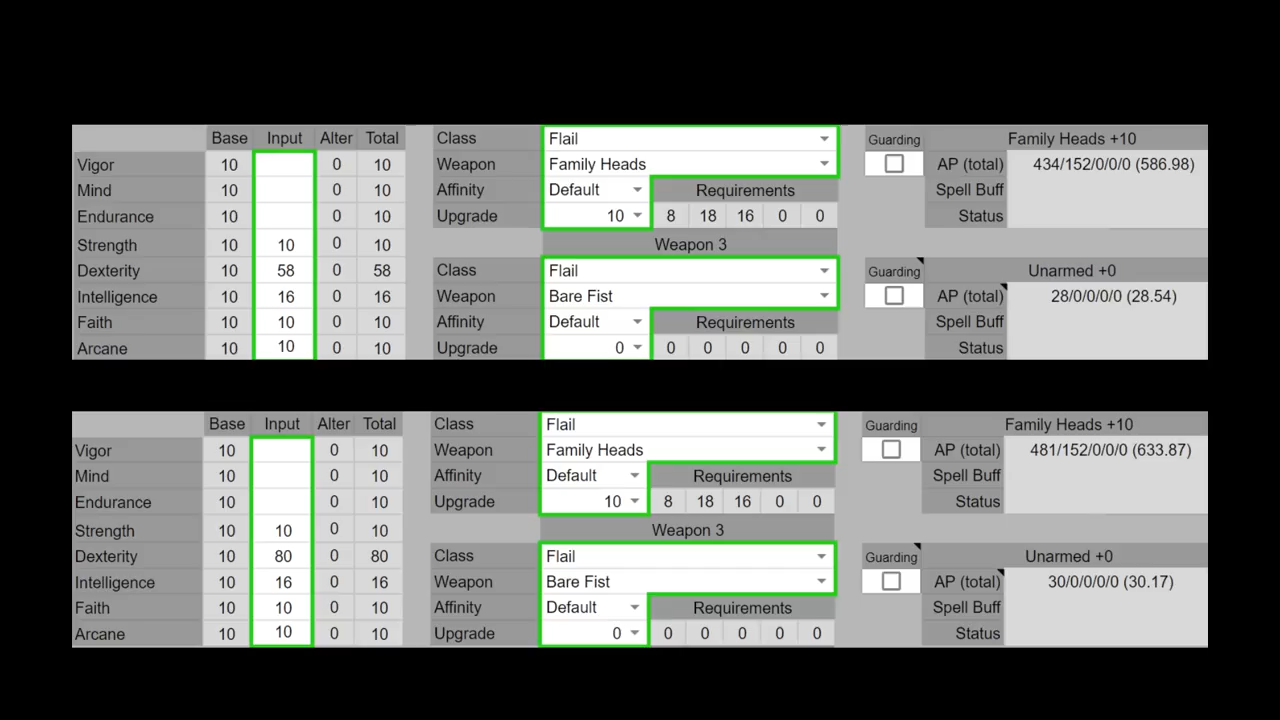 Base Input Alter Total Class Flail Guarding Family Heads +10
Vigor 10 0 10 Weapon Family Heads AP (total) 434/152/0/0/0 (586.98)
Mind 10 0 10 Affinity Default Requirements Spell Buff
Endurance 10 0 10 Upgrade 10 8 18 16 0 0 Status
Strength 10 10 0 10 Weapon 3
Dexterity 10 58 0 58 Class Flail Guarding Unarmed +0
Intelligence 10 16 0 16 Weapon Bare Fist AP (total) 28/0/0/0/0 (28.54)
Faith 10 10 0 10 Affinity Default Requirements Spell Buff
Arcane 10 10 0 10 Upgrade 0 0 0 0 0 0 Status
Base Input Alter Total Class Flail Guarding Family Heads +10
Vigor 10 0 10 Weapon Family Heads AP (total) 481/152/0/0/0 (633.87)
Mind 10 0 10 Affinity Default Requirements Spell Buff
Endurance 10 0 10 Upgrade 10 8 18 16 0 0 Status
Strength 10 10 0 10 Weapon 3
Dexterity 10 80 0 80 Class Flail Guarding Unarmed +0
Intelligence 10 16 0 16 Weapon Bare Fist AP (total) 30/0/0/0/0 (30.17)
Faith 10 10 0 10 Affinity Default Requirements Spell Buff
Arcane 10 10 0 10 Upgrade 0 0 0 0 0 0 Status